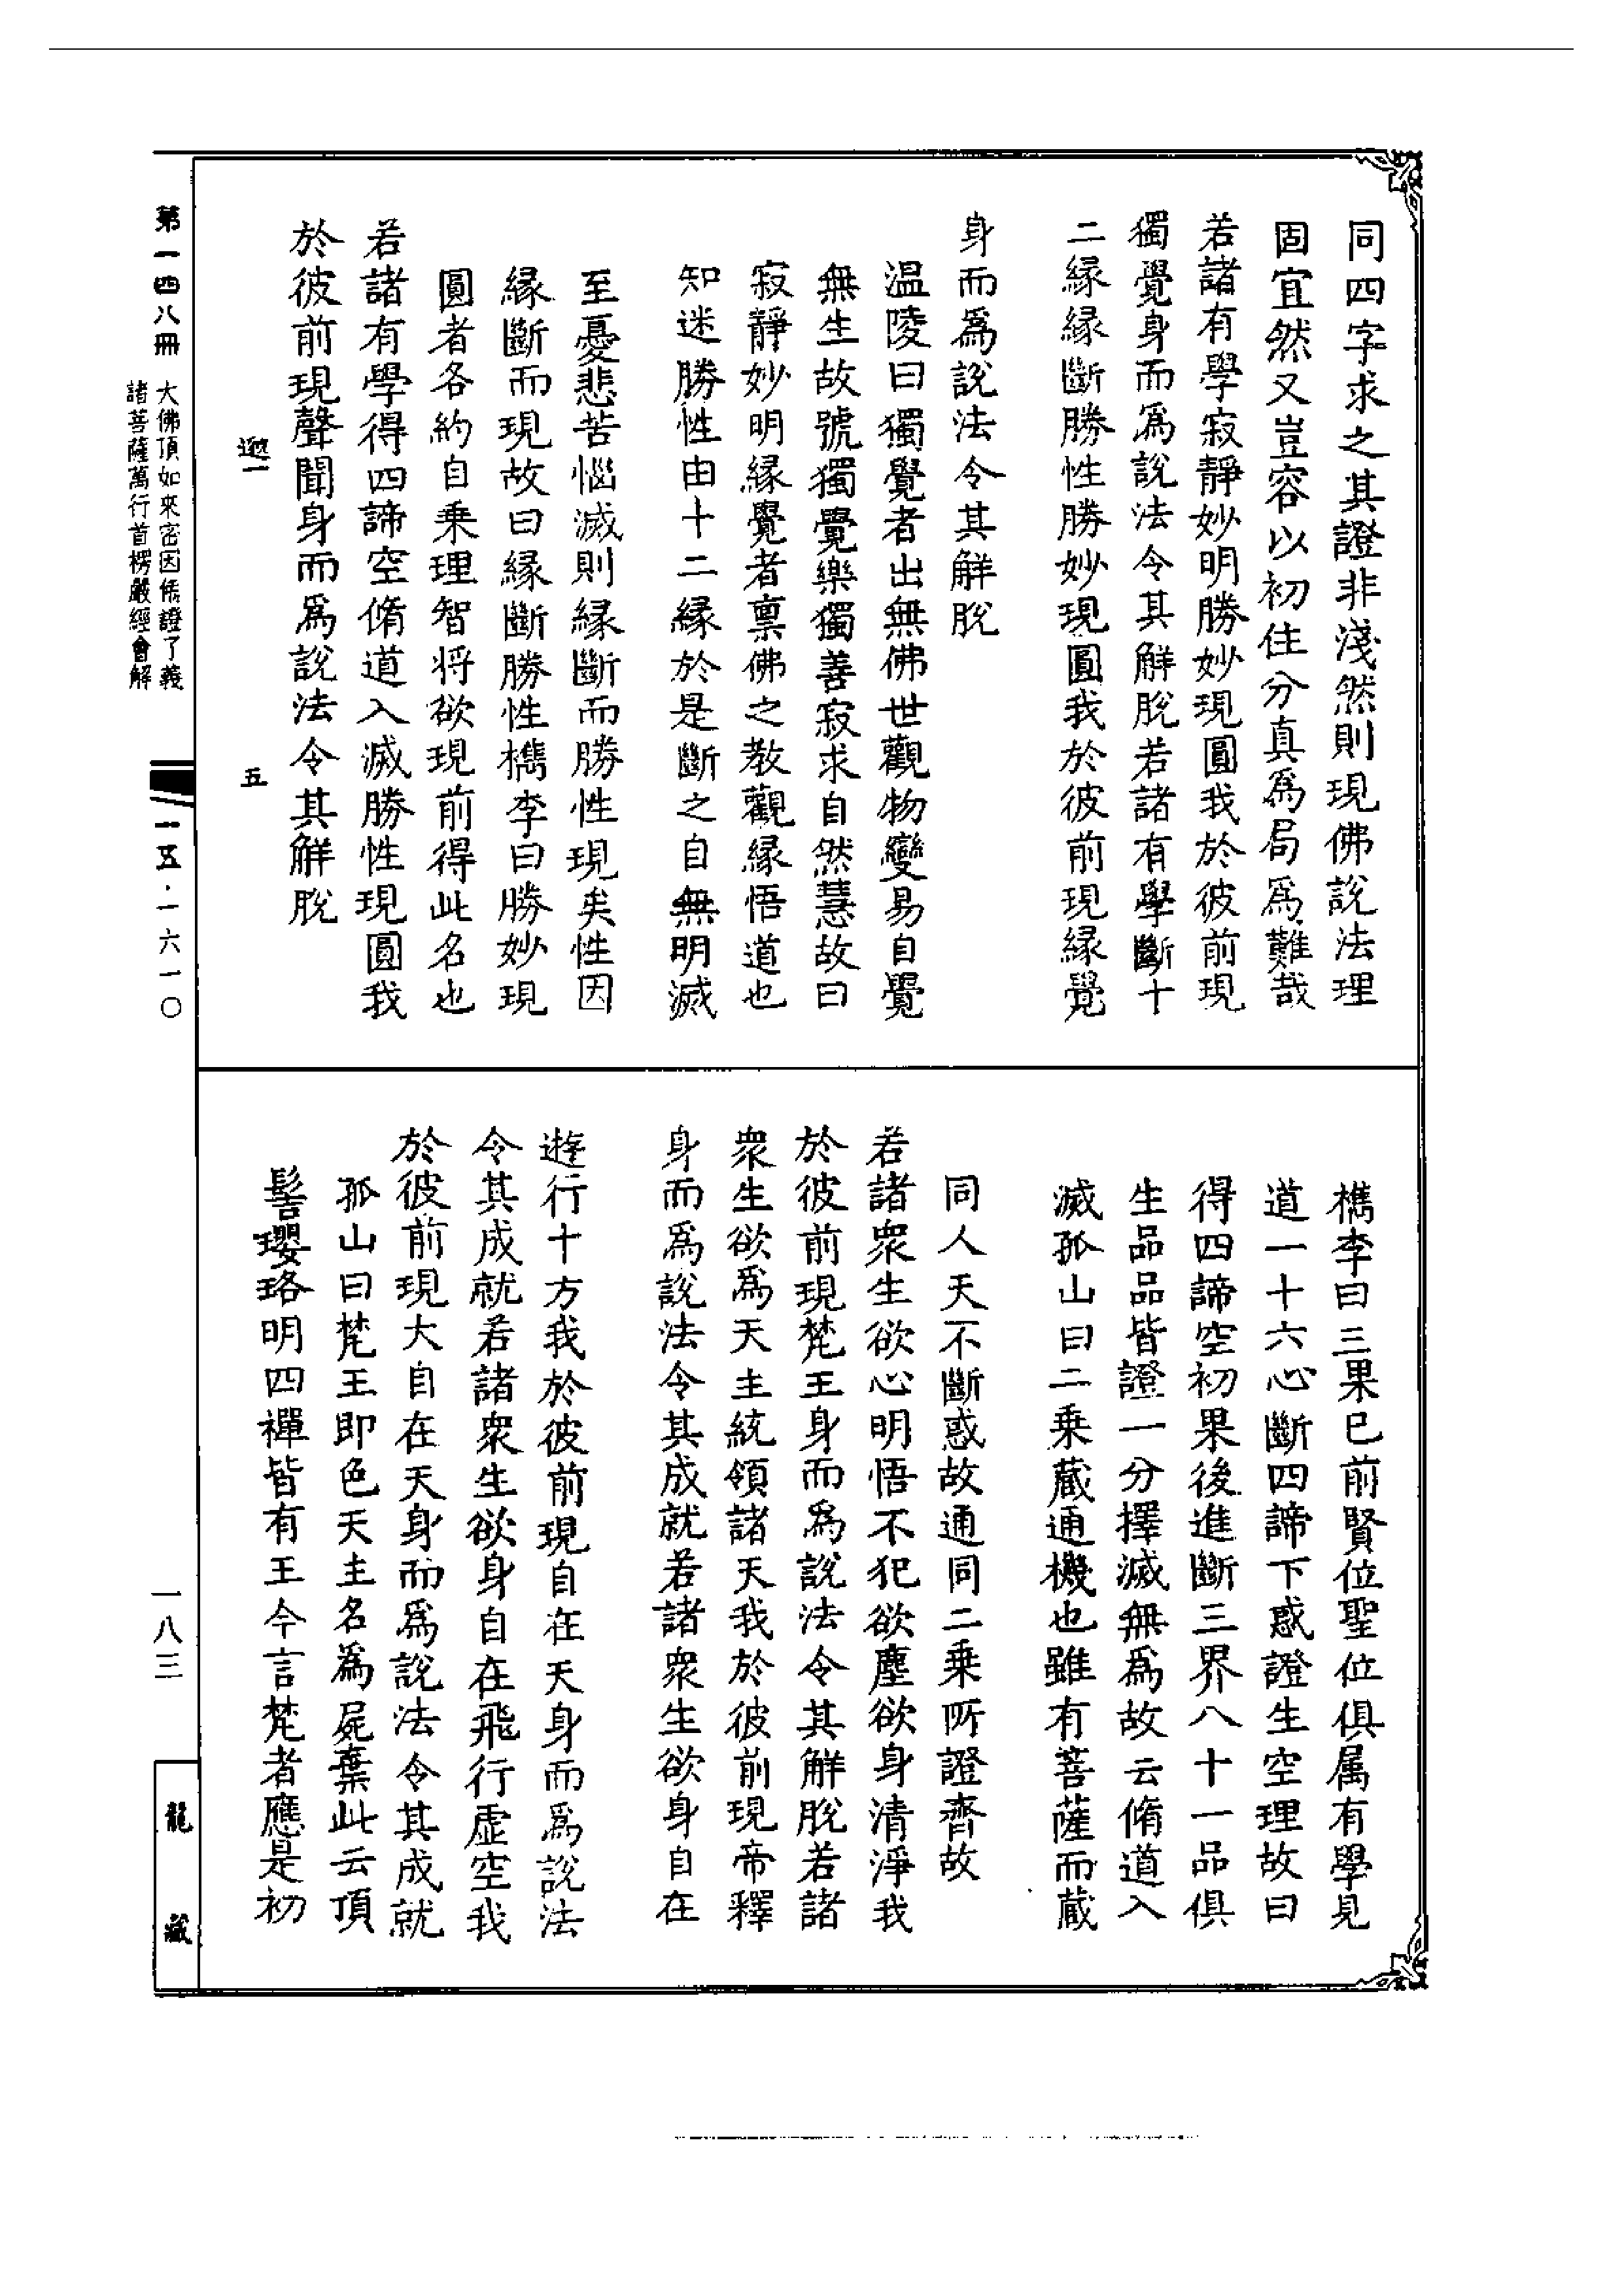 同四字求之其證非淺然則現佛說法理
固宜然又豈容以初住分真爲局爲難哉
若諸有學寂靜妙明勝妙現圓我於彼前現
獨覺身而爲說法令其解脫若諸有學斷十
二緣緣斷勝性勝妙現圓我於彼前現緣覺
身而爲說法令其解脫
温陵曰獨覺者出無佛世觀物變易自覺
無生故號獨覺樂獨善寂求自然慧故曰
寂靜妙明緣覺者稟佛之教觀緣悟道也
知迷勝性由十二緣於是斷之自無明滅
至憂悲苦惱滅則緣斷而勝性現矣性因
緣斷而現故曰緣斷勝性檇李曰勝妙現
圓者各約自乘理智將欲現前得此名也
若諸有學得四諦空脩道入滅勝性現圓我
於彼前現聲聞身而爲說法令其解脫
檇李曰三果已前賢位聖位俱属有學見
道一十六心斷四諦下惑證生空理故曰
得四諦空初果後進斷三界八十一品俱
生品品皆證一分擇滅無爲故云脩道入
滅孤山曰二乘蔵通機也雖有菩薩而蔵
同人天不斷惑故通同二乘所證齊故
若諸衆生欲心明悟不犯欲塵欲身清淨我
於彼前現梵王身而爲說法令其解脫若諸
衆生欲爲天主統領諸天我於彼前現帝釋
身而爲說法令其成就若諸衆生欲身自在
遊行十方我於彼前現自在天身而爲說法
令其成就若諸衆生欲身自在飛行虛空我
於彼前現大自在天身而爲說法令其成就
孤山曰梵王即色天主名爲屍棄此云頂
髻瓔珞明四禪皆有王今言梵者應是初
第一四八冊
大佛頂如來密因脩證了義
諸菩薩萬行首楞嚴經會解
一五·一六一〇
一八三
龍藏
五